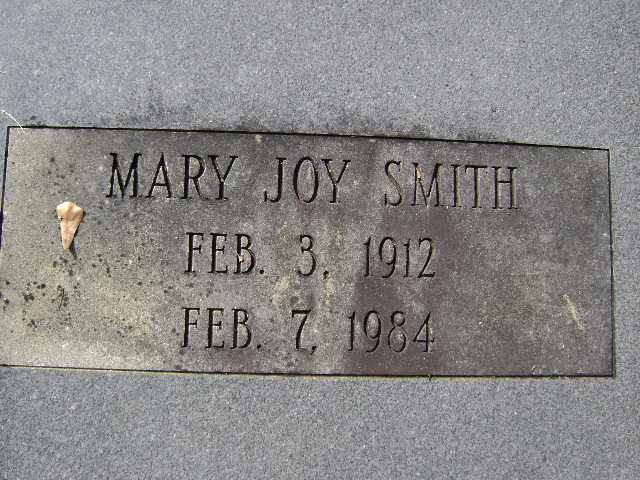 MARY JOY SMITH
FEB. 3, 1912
FEB. 7, 1984